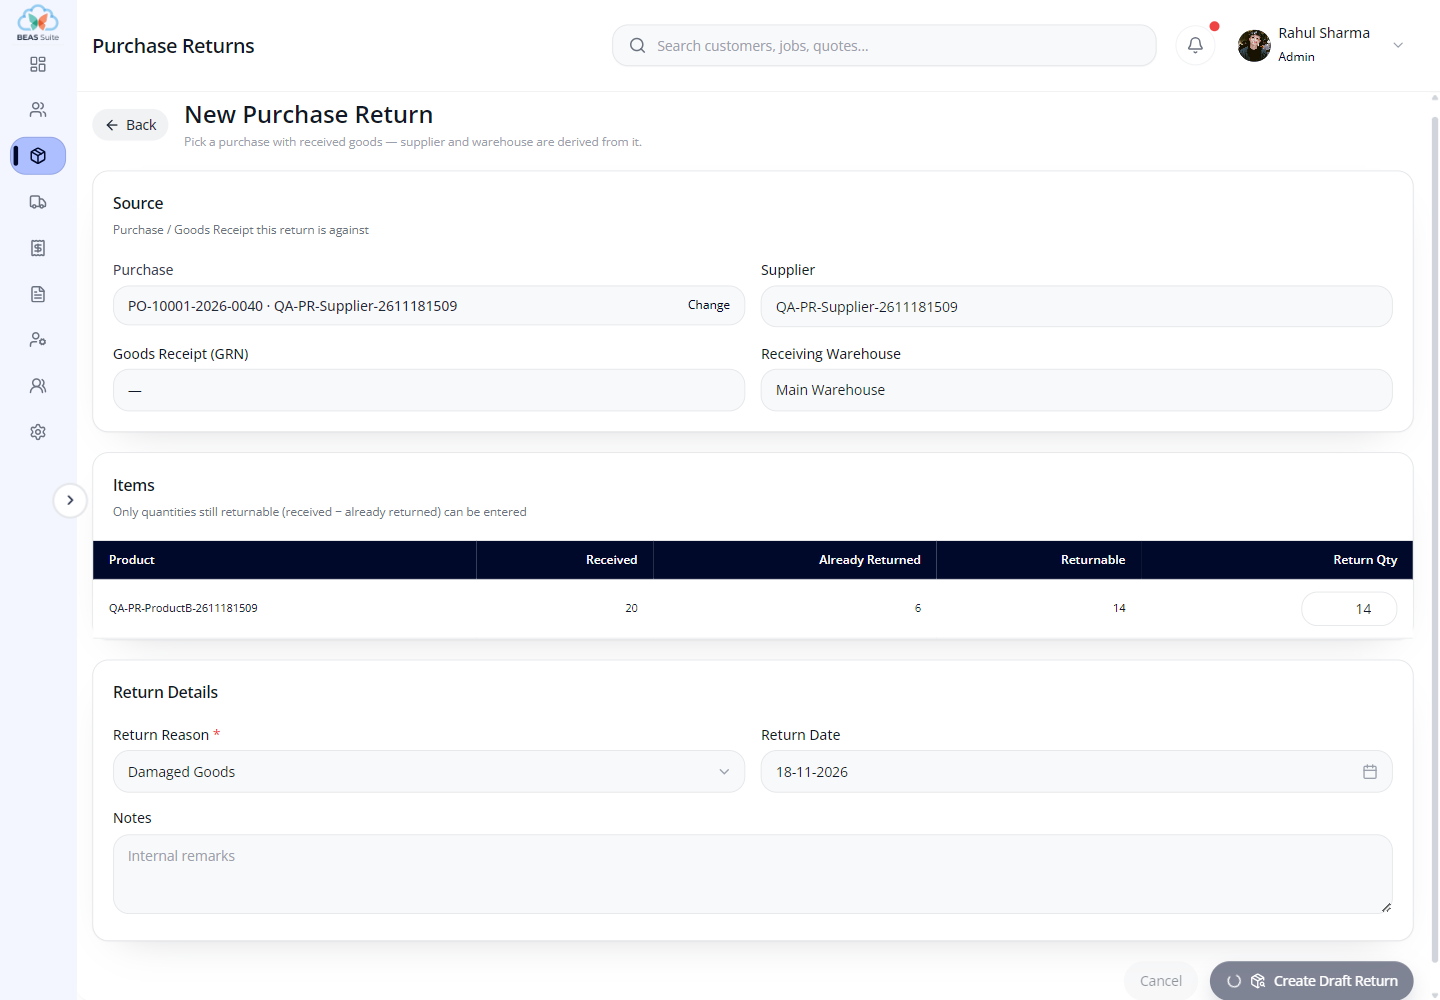 BEAS Suite
Purchase Returns
Search customers, jobs, quotes...
Rahul Sharma
Admin
Back
New Purchase Return
Pick a purchase with received goods — supplier and warehouse are derived from it.
Source
Purchase / Goods Receipt this return is against
Purchase
Supplier
PO-10001-2026-0040 · QA-PR-Supplier-2611181509 Change
QA-PR-Supplier-2611181509
Goods Receipt (GRN)
Receiving Warehouse
—
Main Warehouse
Items
Only quantities still returnable (received − already returned) can be entered
Product Received Already Returned Returnable Return Qty
QA-PR-ProductB-2611181509 20 6 14 14
Return Details
Return Reason *
Return Date
Damaged Goods
18-11-2026
Notes
Internal remarks
Cancel
Create Draft Return